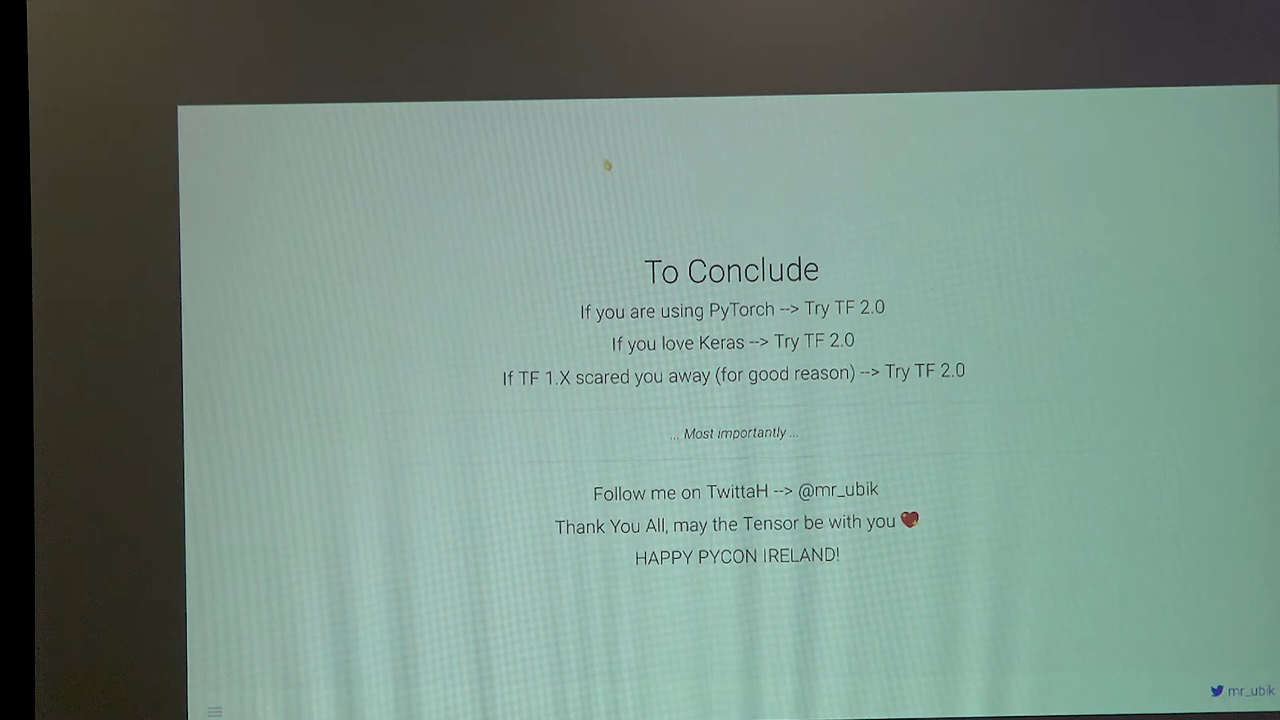 To Conclude
If you are using PyTorch --> Try TF 2.0
If you love Keras --> Try TF 2.0
If TF 1.X scared you away (for good reason) --> Try TF 2.0
... Most importantly ...
Follow me on TwittaH --> @mr_ubik
Thank You All, may the Tensor be with you ❤️
HAPPY PYCON IRELAND!
mr_ubik